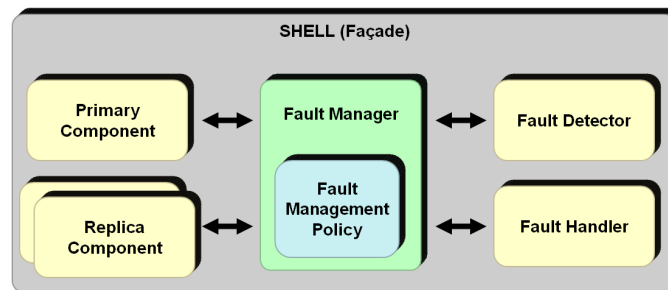 SHELL (Façade)
Primary
Component
Fault Manager
Fault Detector
Fault
Management
Policy
Replica
Component
Fault Handler